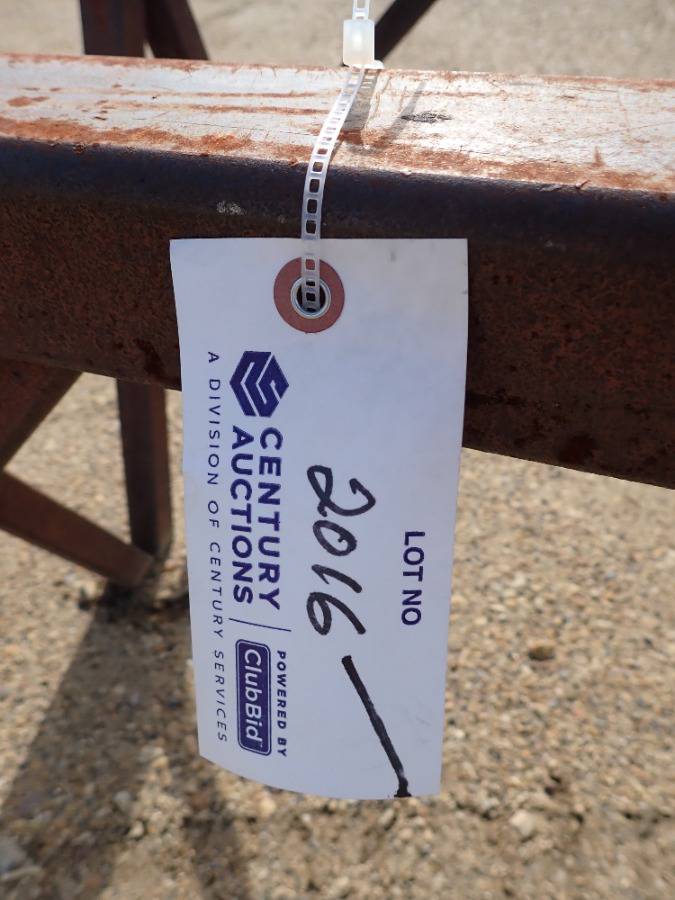 LOT NO
2016
CENTURY
AUCTIONS
A DIVISION OF CENTURY SERVICES
POWERED BY
ClubBid